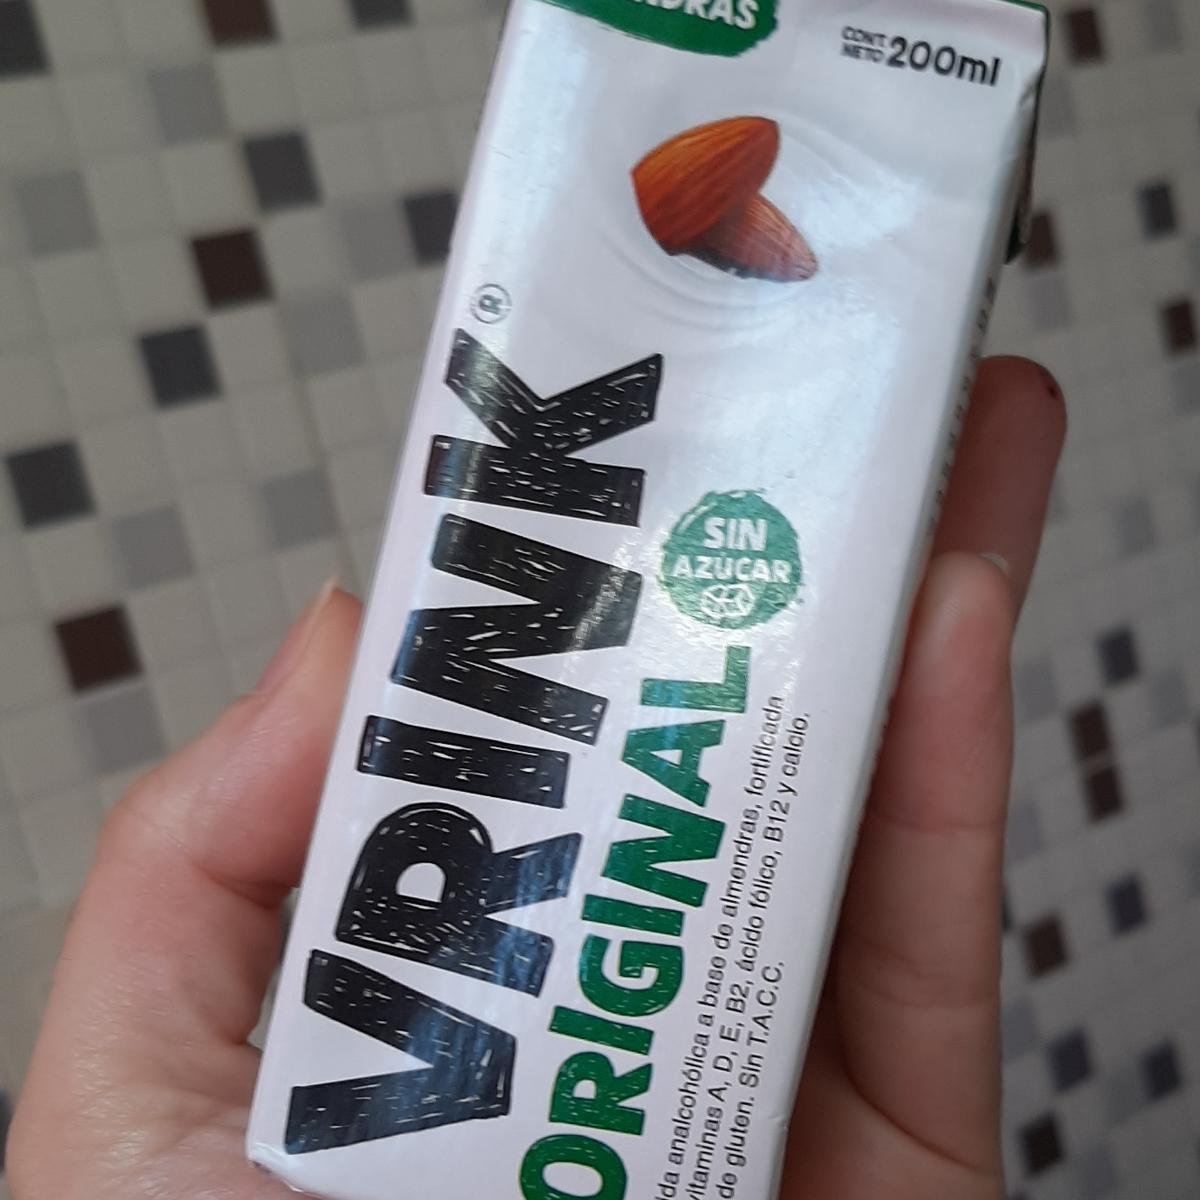 CONT.
NETO 200ml
VRINK®
SIN
AZUCAR
ORIGINAL
analcohólica a base de almendras, fortificada
vitaminas A, D, E, B2, ácido fólico, B12 y calcio.
de gluten. Sin T.A.C.C.